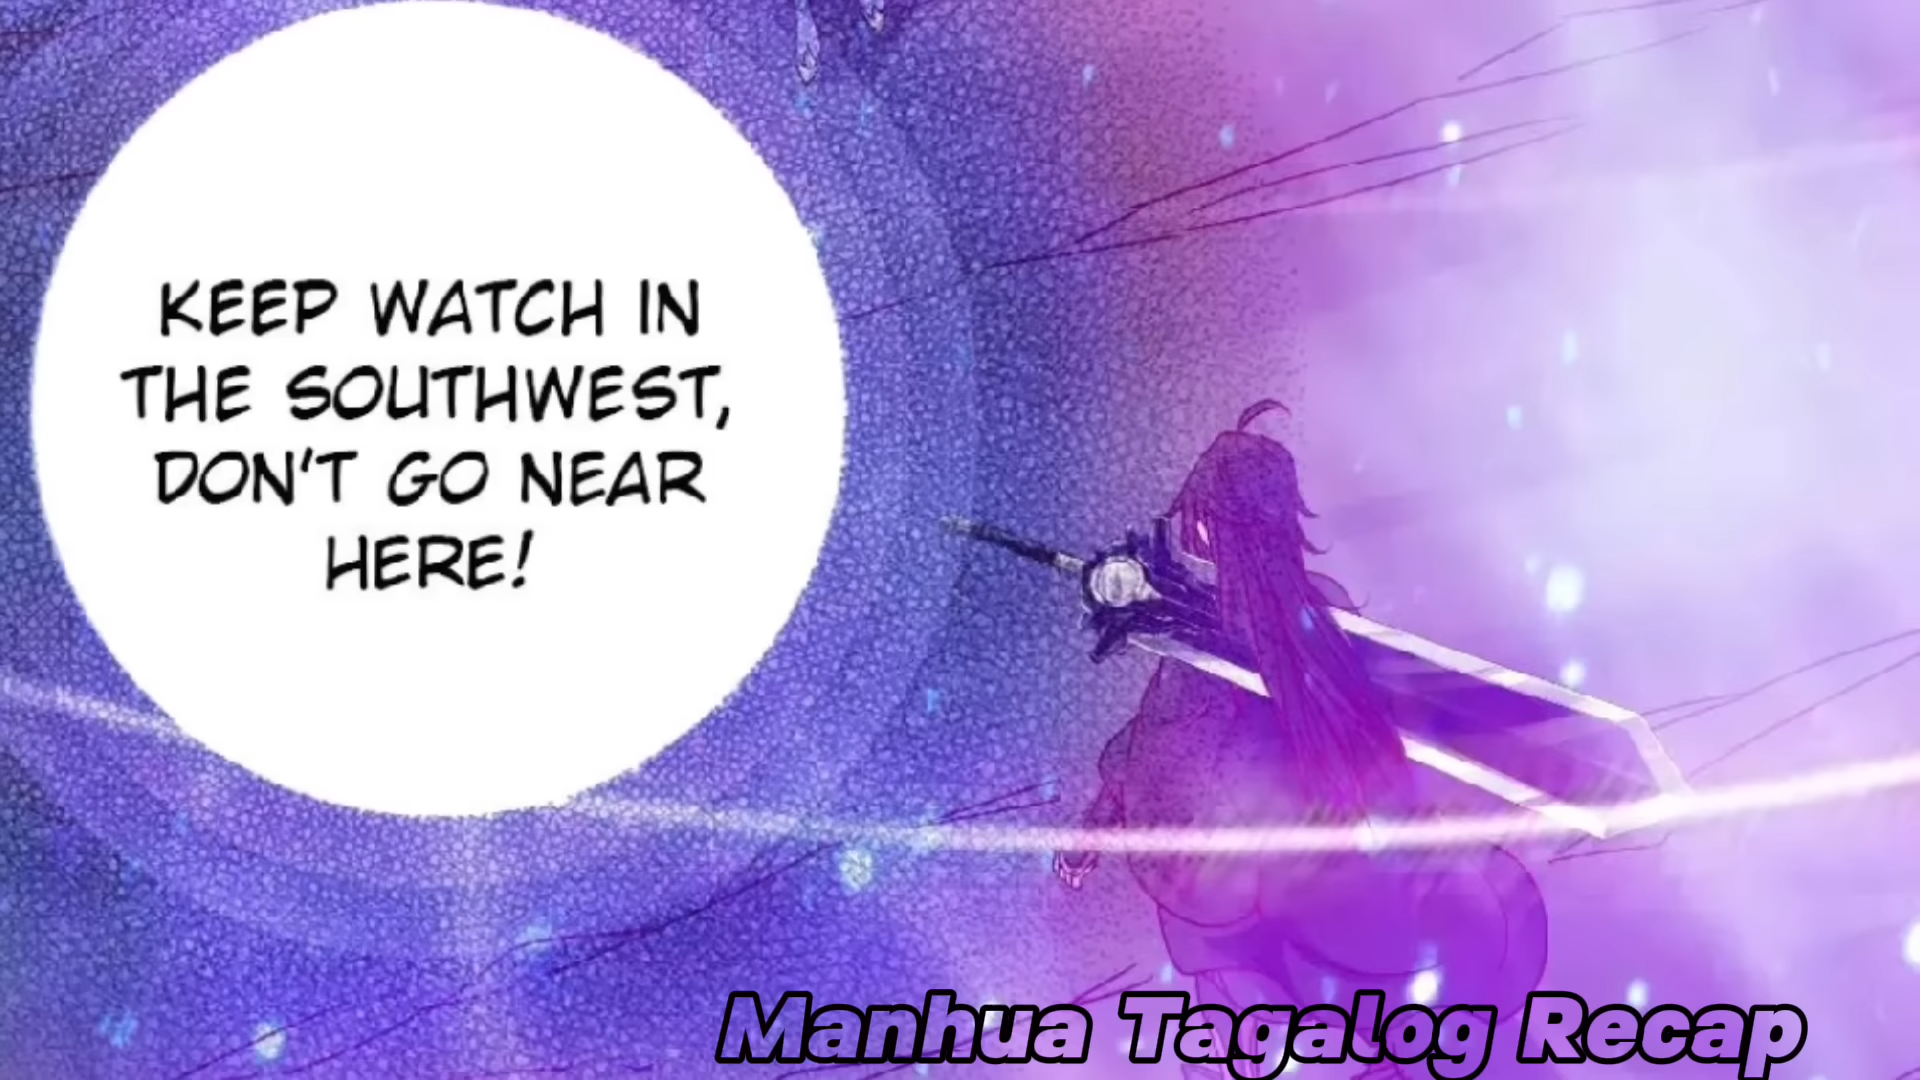 KEEP WATCH IN
THE SOUTHWEST,
DON'T GO NEAR
HERE!
Manhua Tagalog Recap